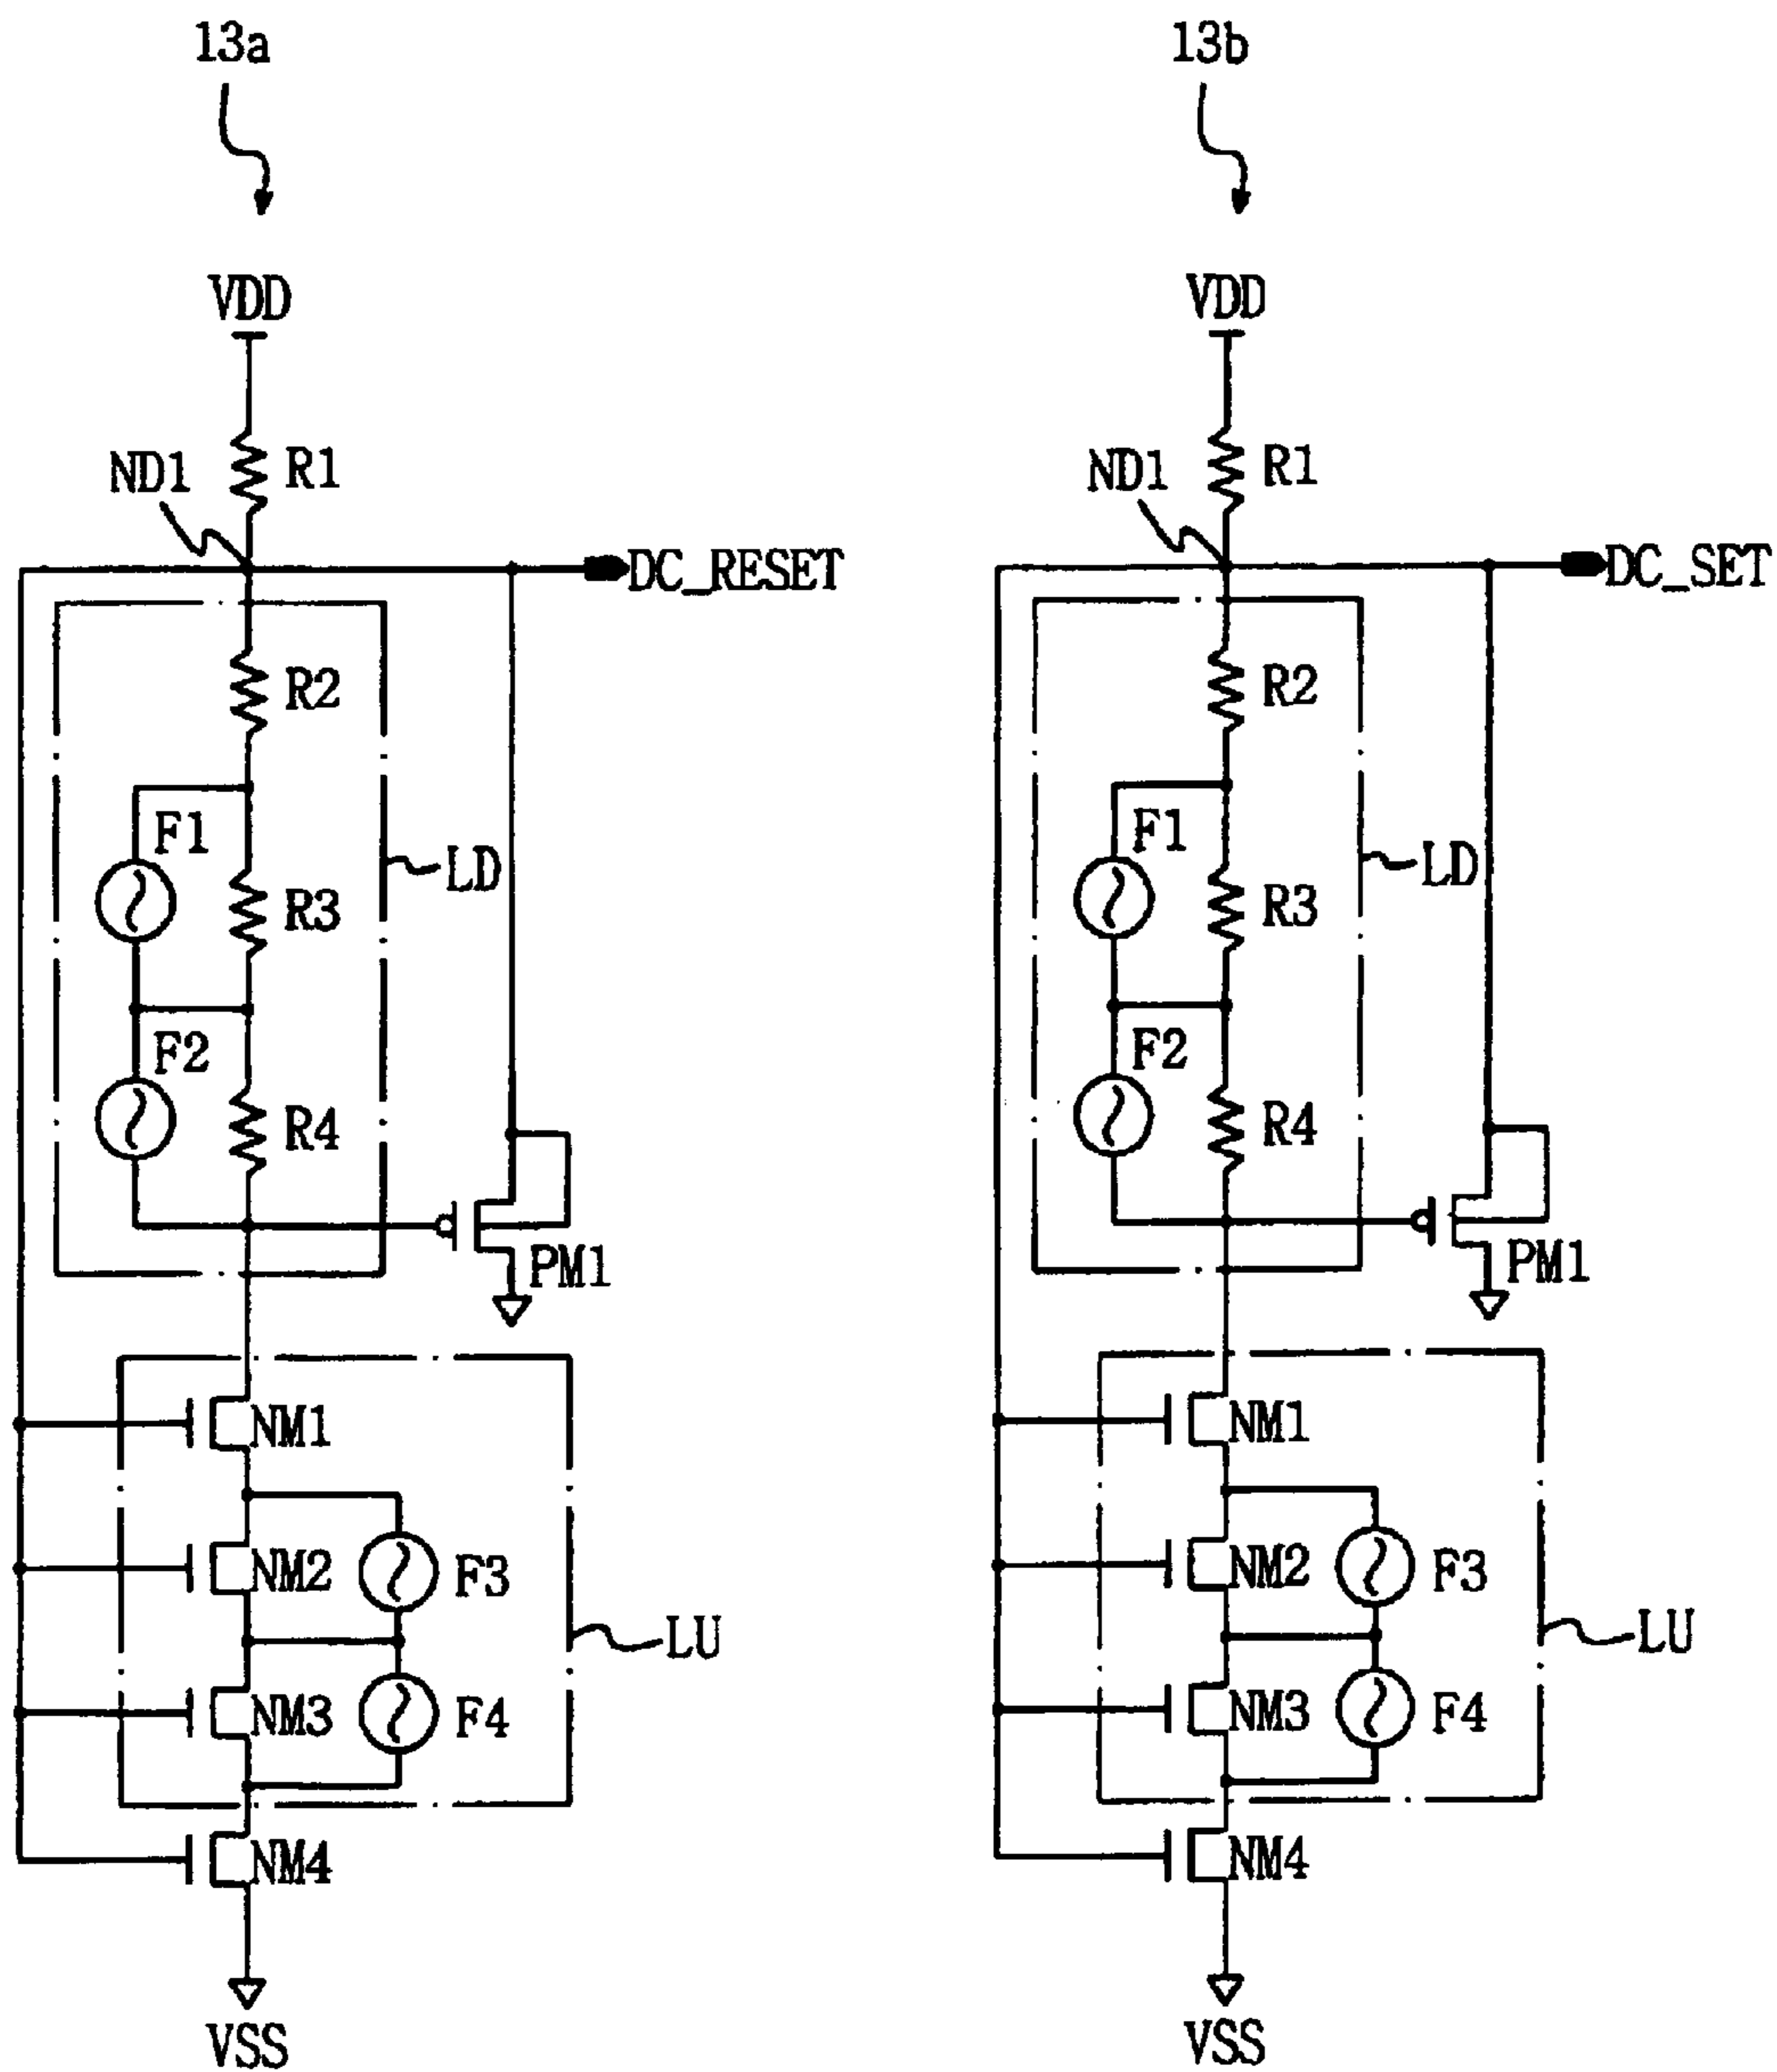 13a
VDD
R1
ND1
DC_RESET
R2
F1
LD
R3
F2
R4
PM1
NM1
NM2
F3
LU
NM3
F4
NM4
VSS
13b
VDD
R1
ND1
DC_SET
R2
F1
LD
R3
F2
R4
PM1
NM1
NM2
F3
LU
NM3
F4
NM4
VSS